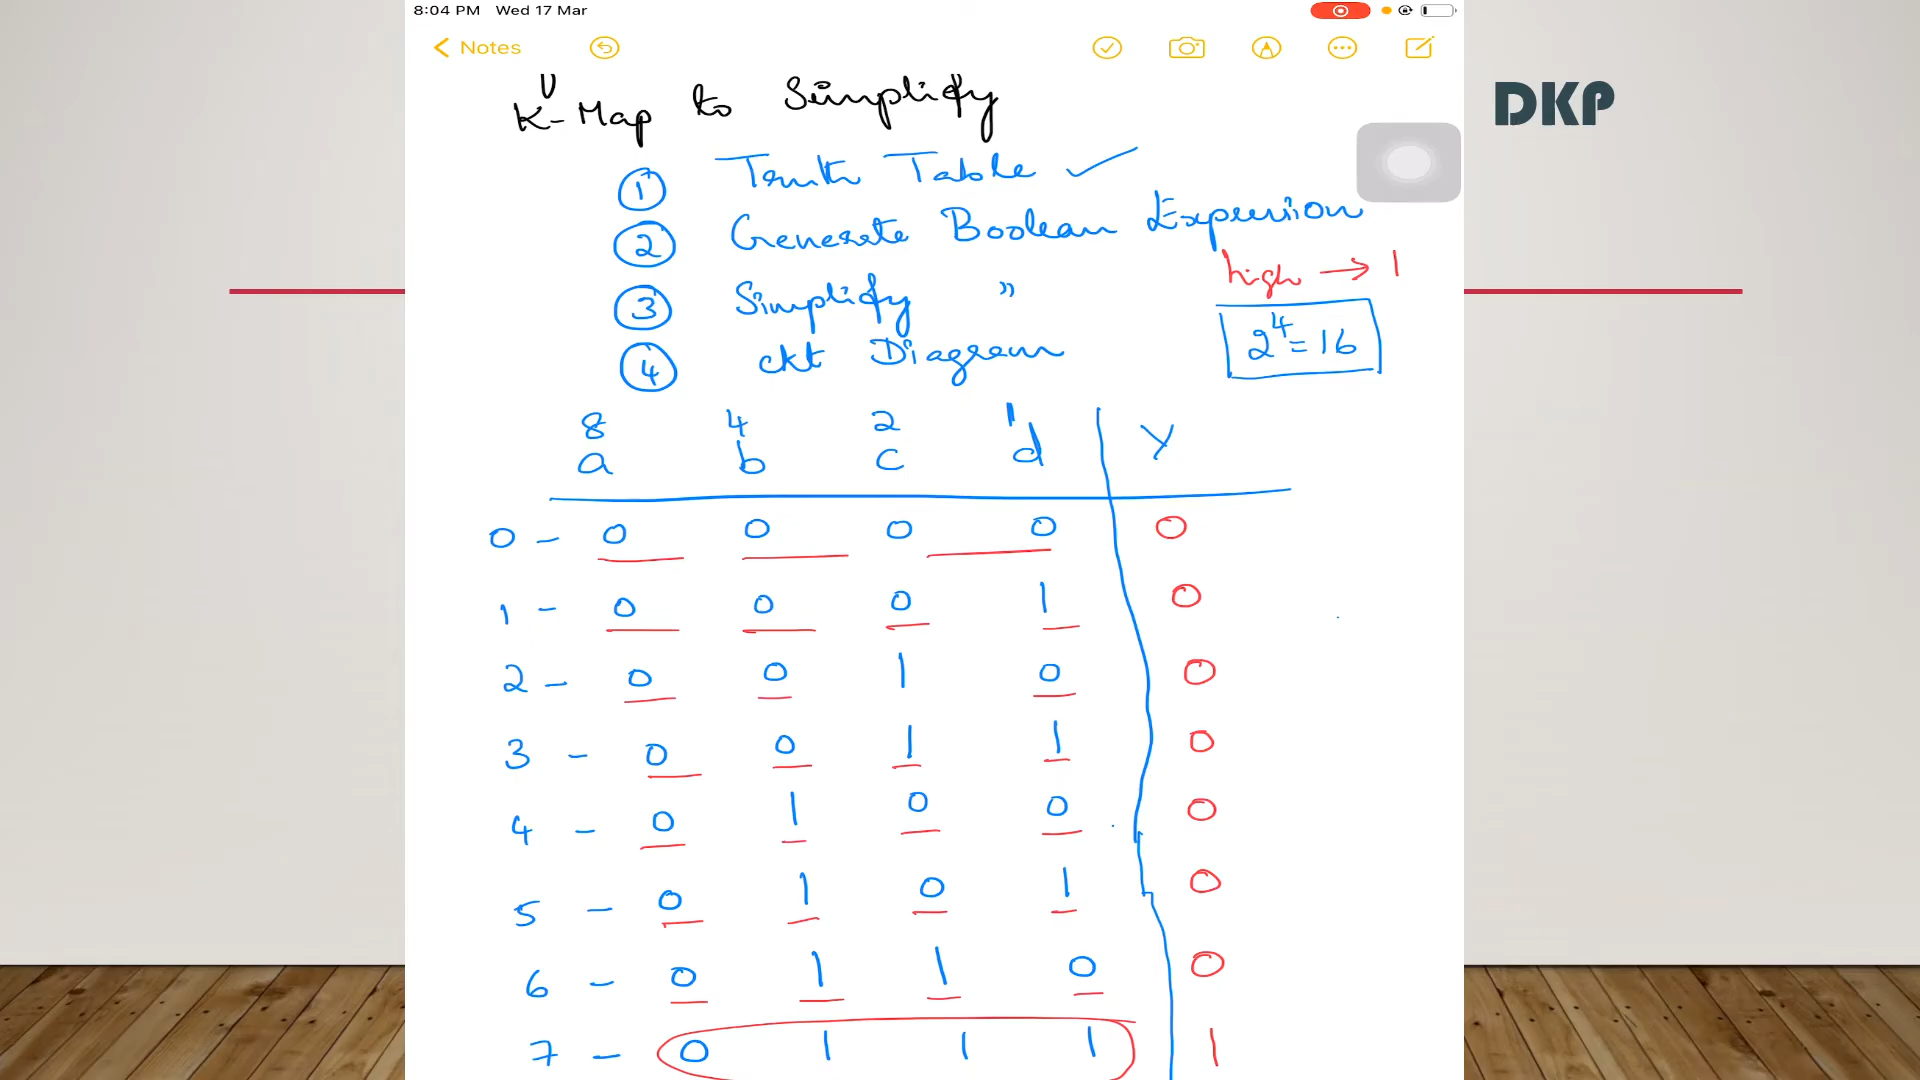 8:04 PM Wed 17 Mar
Notes
DKP
K-Map to Simplify
1 Truth Table ✓
2 Generate Boolean Expression
high → 1
3 Simplify "
2^4 = 16
4 ckt Diagram
8 4 2 1
a b c d Y
0 - 0 0 0 0 0
1 - 0 0 0 1 0
2 - 0 0 1 0 0
3 - 0 0 1 1 0
4 - 0 1 0 0 0
5 - 0 1 0 1 0
6 - 0 1 1 0 0
7 - 0 1 1 1 1